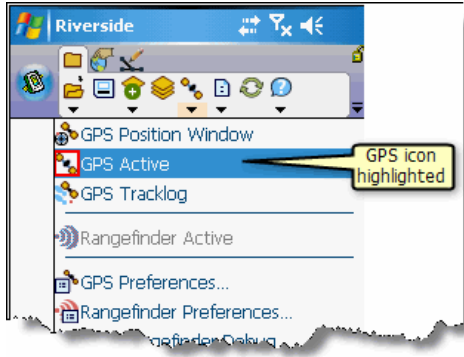 Riverside
GPS Position Window
GPS Active
GPS icon
highlighted
GPS Tracklog
Rangefinder Active
GPS Preferences...
Rangefinder Preferences...